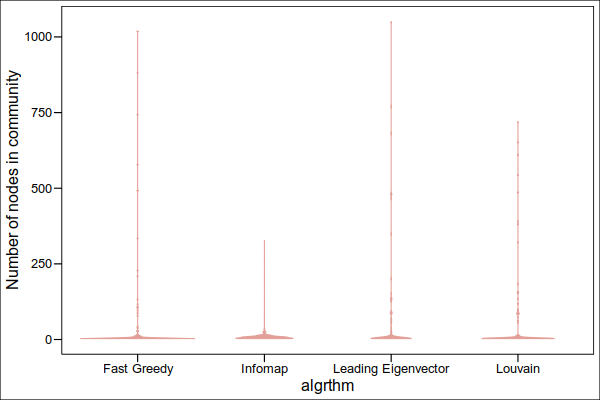 Number of nodes in community
1000
750
500
250
0
Fast Greedy Infomap Leading Eigenvector Louvain
algrthm